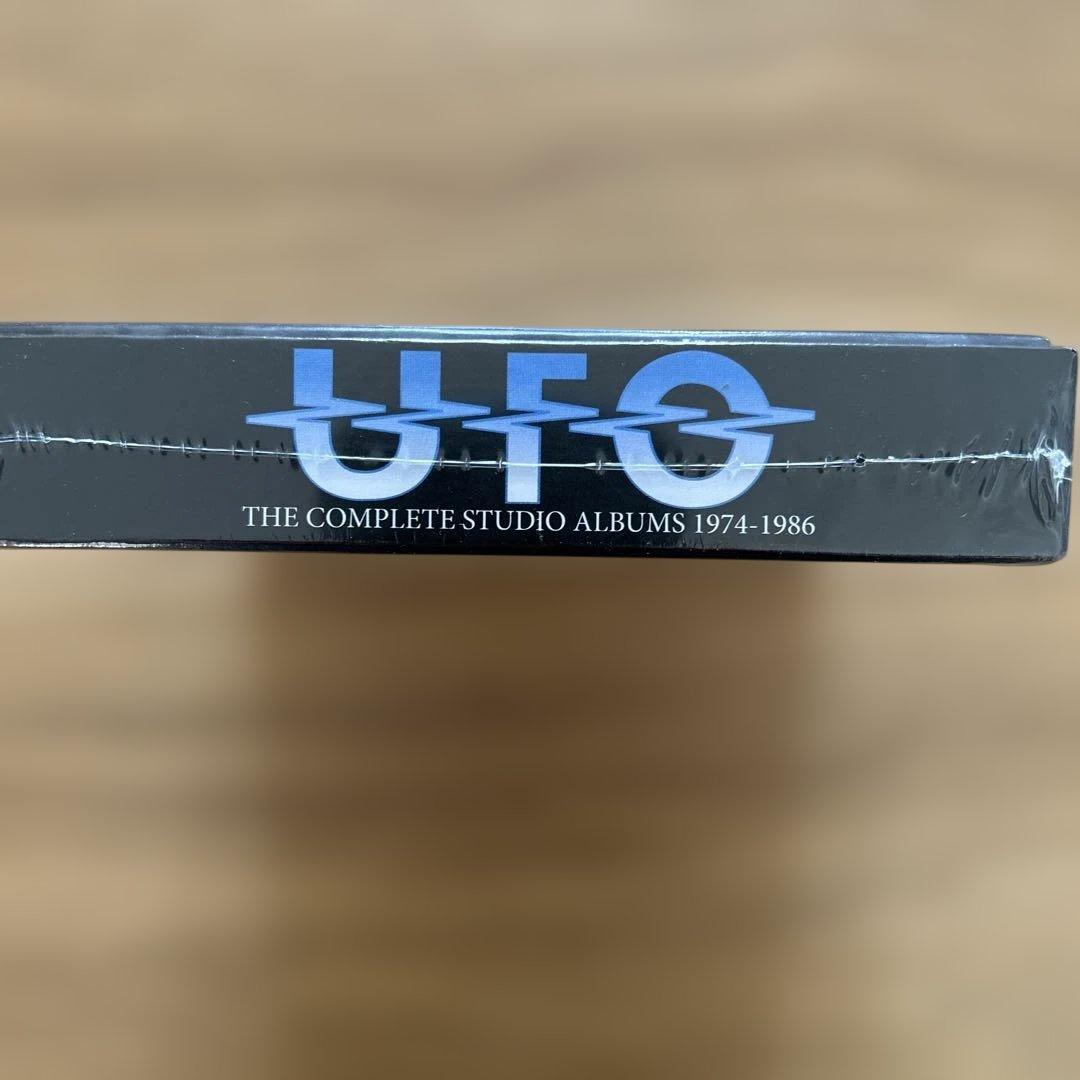 UFO
THE COMPLETE STUDIO ALBUMS 1974-1986